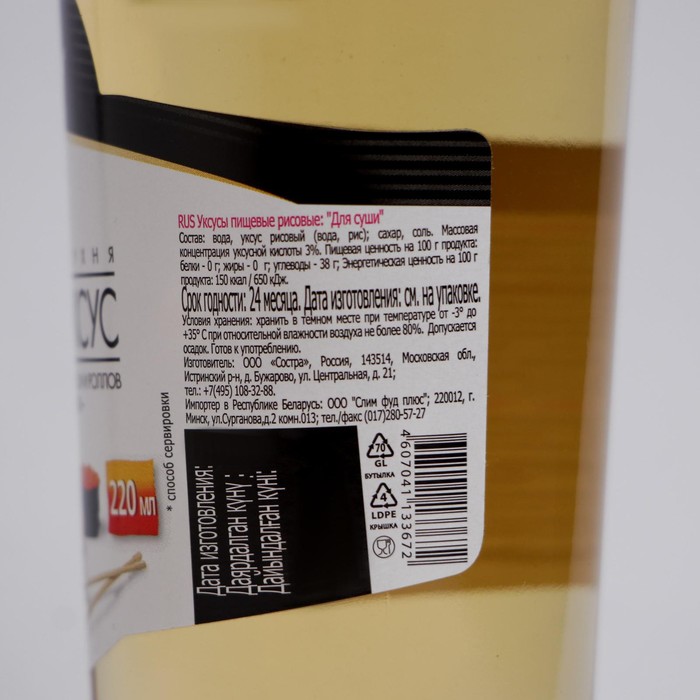 RUS Уксусы пищевые рисовые: "Для суши"
Состав: вода, уксус рисовый (вода, рис); сахар, соль. Массовая
концентрация уксусной кислоты 3%. Пищевая ценность на 100 г продукта:
белки - 0 г; жиры - 0 г; углеводы - 38 г; Энергетическая ценность на 100 г
продукта: 150 ккал / 650 кДж.
Срок годности: 24 месяца. Дата изготовления: см. на упаковке.
Условия хранения: хранить в темном месте при температуре от -3° до
+35° С при относительной влажности воздуха не более 80%. Допускается
осадок. Готов к употреблению.
Изготовитель: ООО «Состра», Россия, 143514, Московская обл.,
Истринский р-н, д. Бужарово, ул. Центральная, д. 21;
тел.: +7(495) 108-32-88.
Импортер в Республике Беларусь: ООО "Слим фуд плюс"; 220012, г.
Минск, ул.Сурганова,д.2 комн.013; тел./факс (017)280-57-27
СУС
220 мл
* способ сервировки
Дата изготовления:
Даярдалган күнү :
Дайындалған күні:
70
GL
БУТЫЛКА
4
LDPE
КРЫШКА
4607041133672